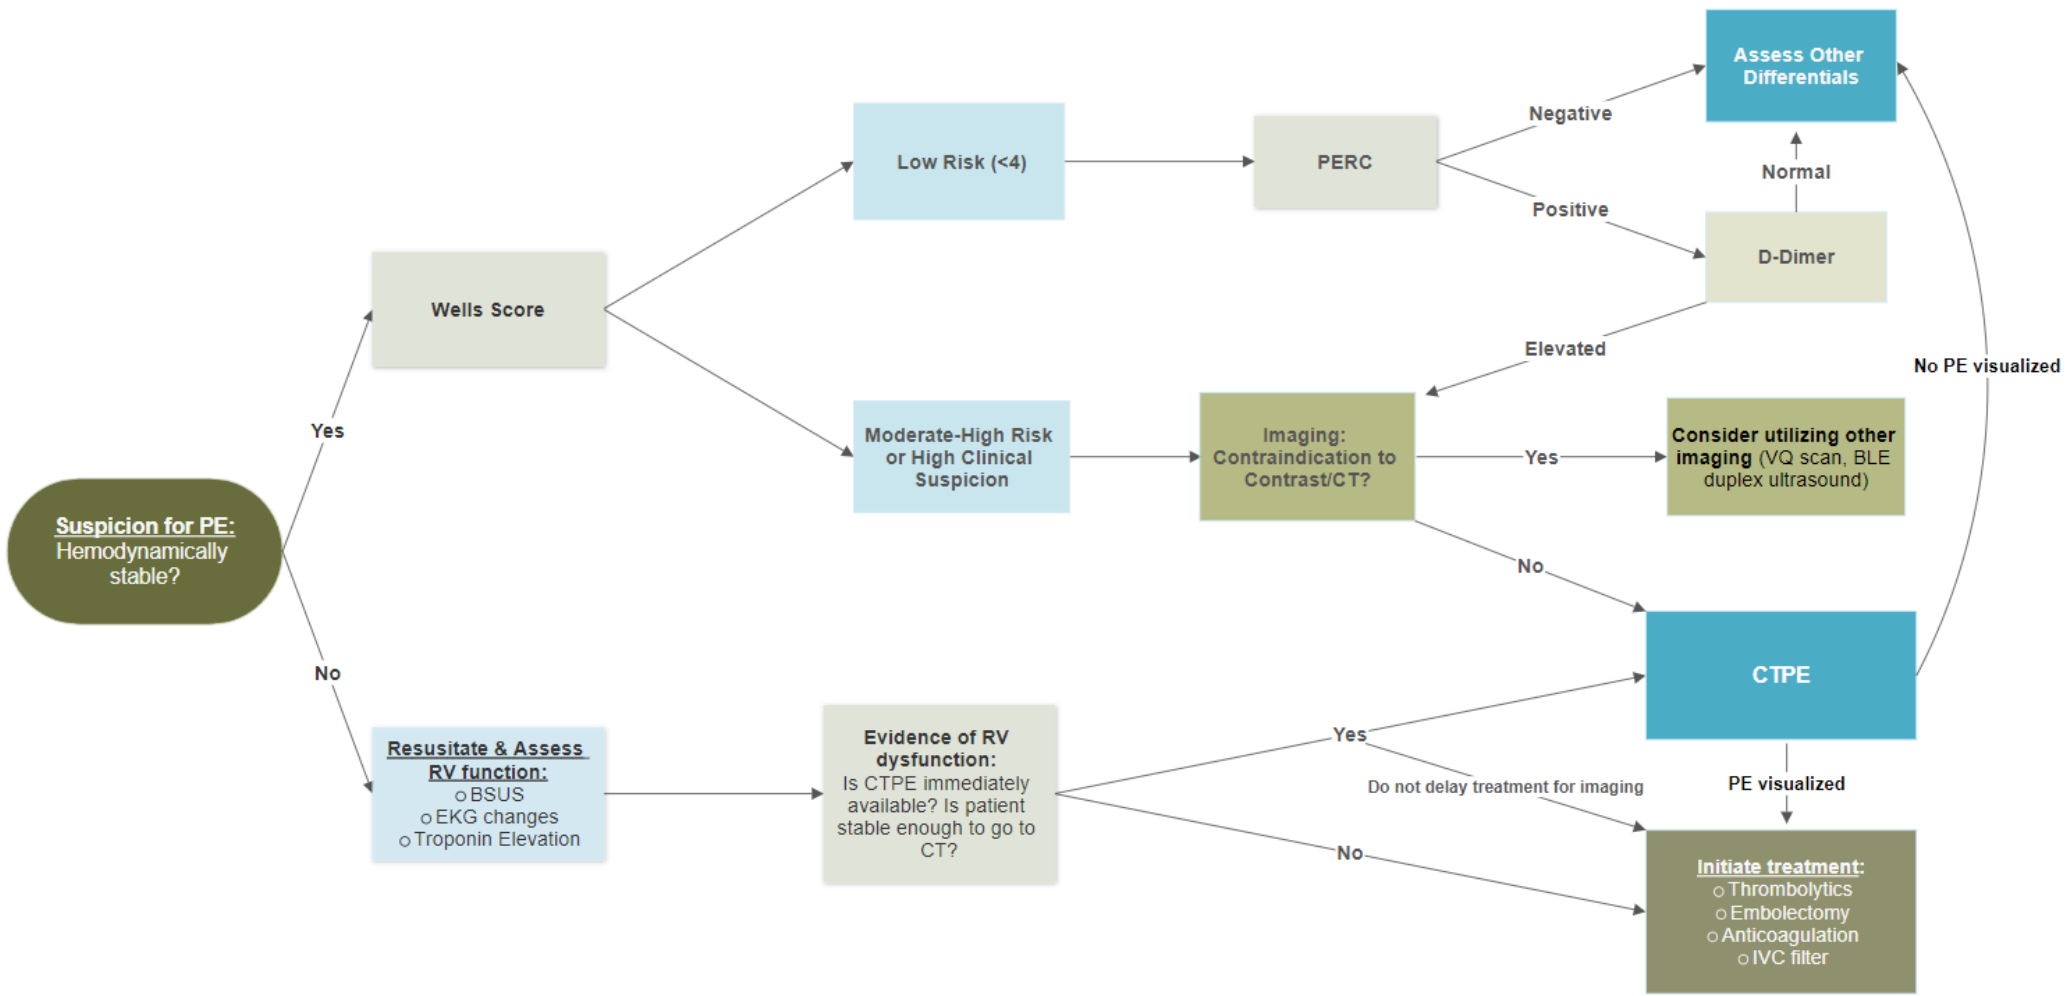 Suspicion for PE:
Hemodynamically
stable?
Yes
No
Wells Score
Low Risk (<4)
PERC
Negative
Positive
Assess Other
Differentials
Normal
D-Dimer
Elevated
Moderate-High Risk
or High Clinical
Suspicion
Imaging:
Contraindication to
Contrast/CT?
Yes
Consider utilizing other
imaging (VQ scan, BLE
duplex ultrasound)
No
No PE visualized
CTPE
Resusitate & Assess
RV function:
○ BSUS
○ EKG changes
○ Troponin Elevation
Evidence of RV
dysfunction:
Is CTPE immediately
available? Is patient
stable enough to go to
CT?
Yes
Do not delay treatment for imaging
No
PE visualized
Initiate treatment:
○ Thrombolytics
○ Embolectomy
○ Anticoagulation
○ IVC filter